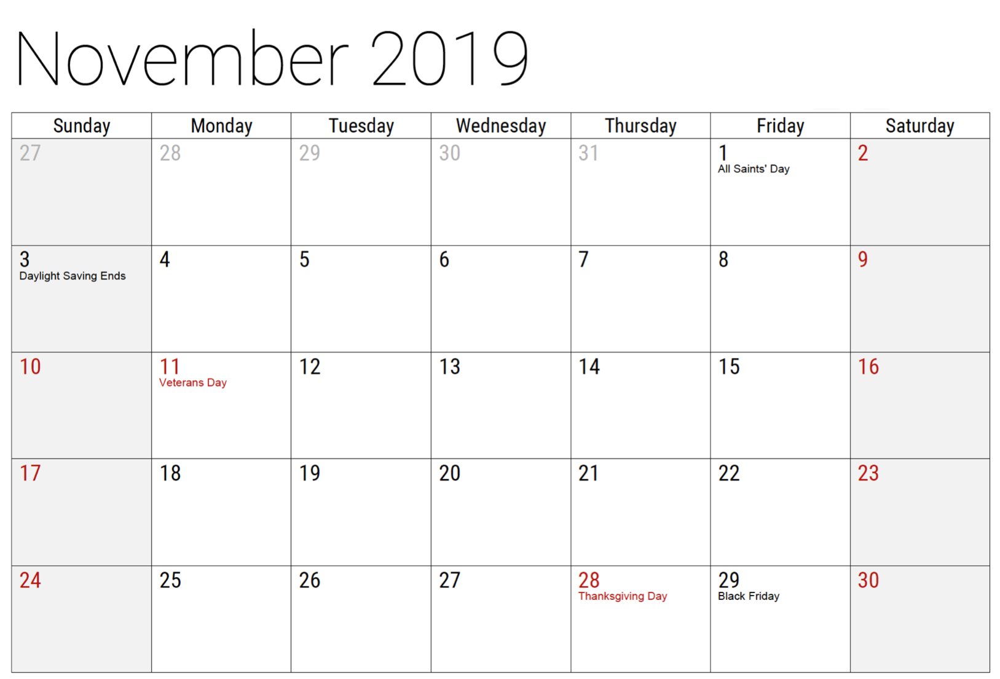 November 2019
Sunday Monday Tuesday Wednesday Thursday Friday Saturday
27 28 29 30 31 1 2
All Saints' Day
3 4 5 6 7 8 9
Daylight Saving Ends
10 11 12 13 14 15 16
Veterans Day
17 18 19 20 21 22 23
24 25 26 27 28 29 30
Thanksgiving Day Black Friday